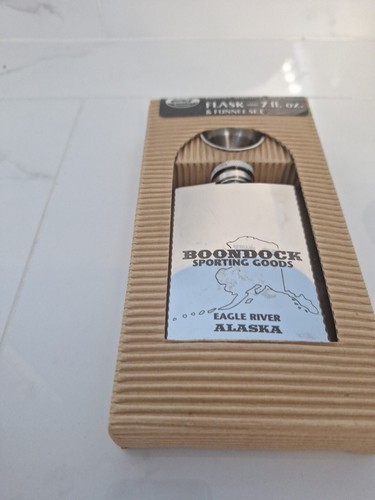 FLASK — 7 fl. oz.
& FUNNEL SET
BOONDOCK
SPORTING GOODS
EAGLE RIVER
ALASKA